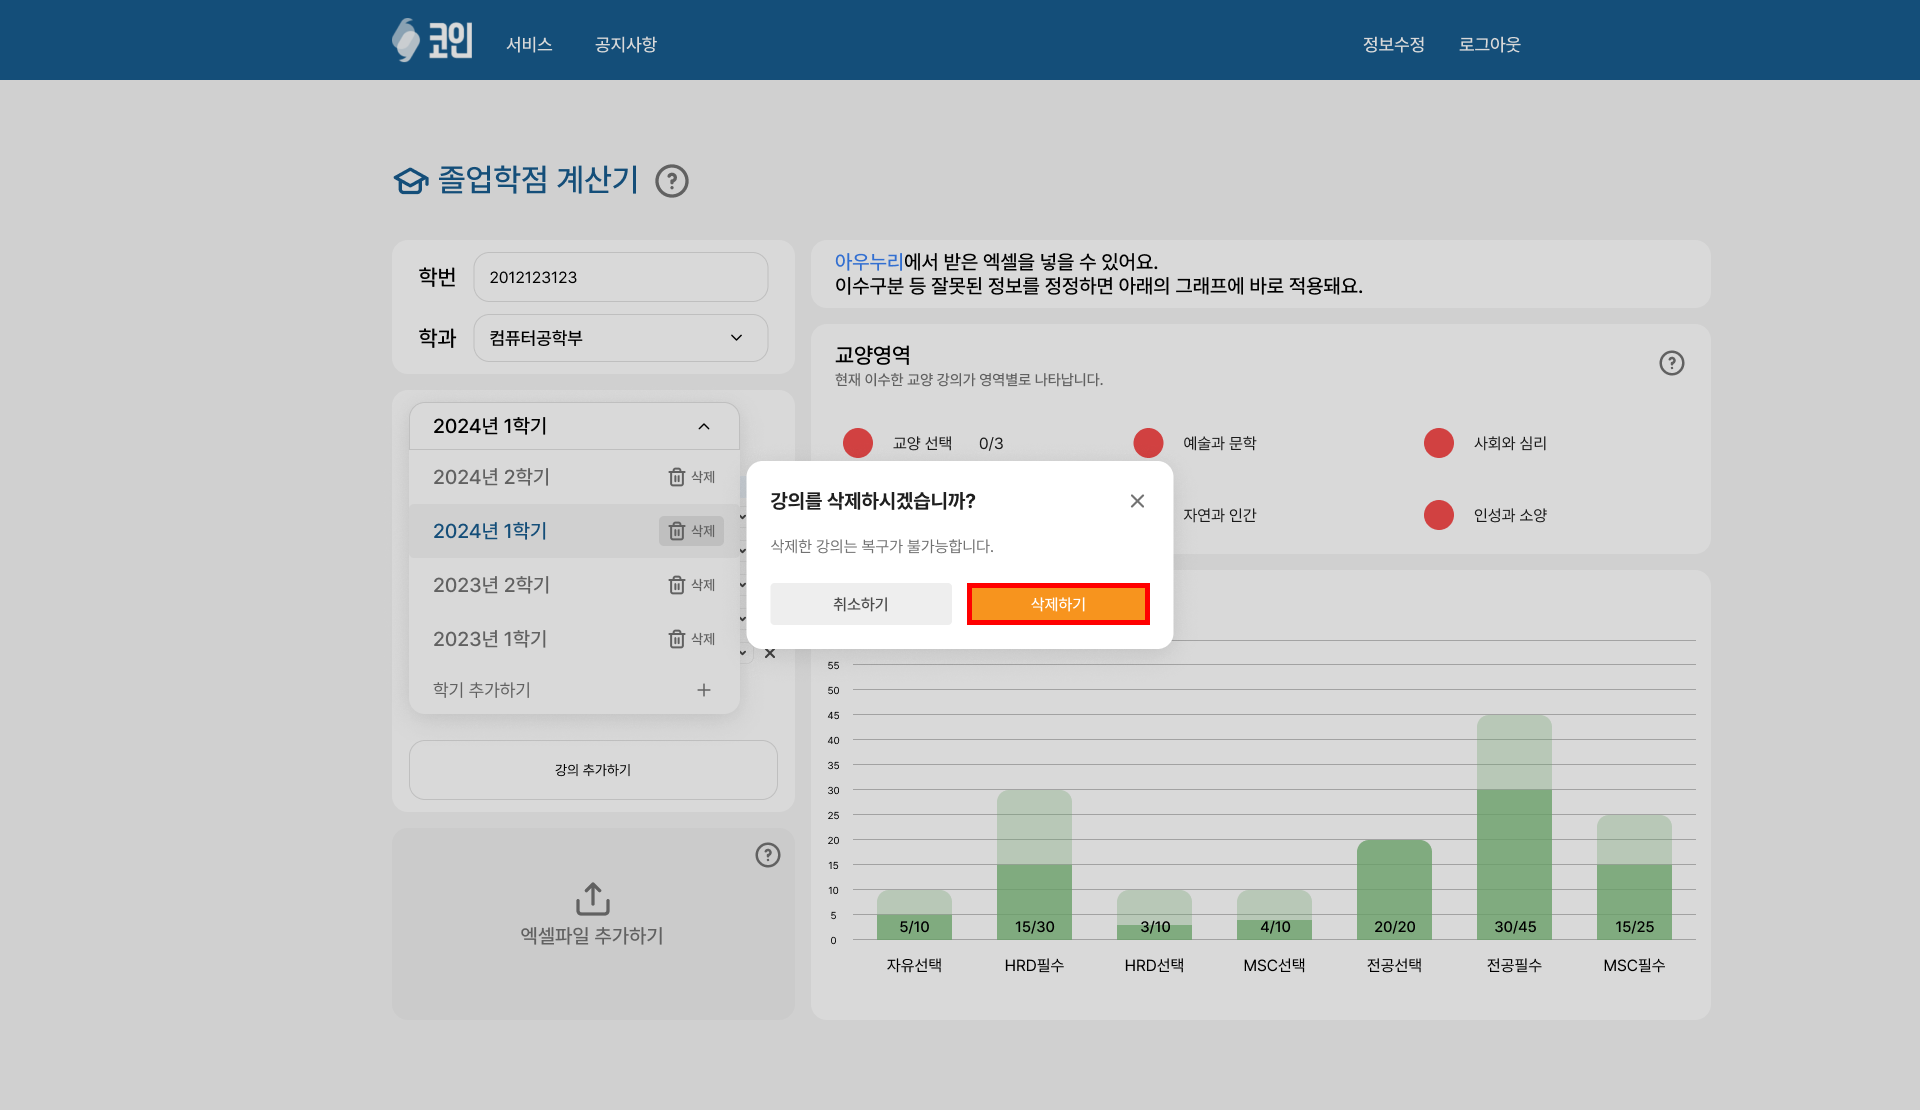 코인
서비스
공지사항
정보수정
로그아웃
졸업학점 계산기
학번
2012123123
학과
컴퓨터공학부
2024년 1학기
2024년 2학기
삭제
2024년 1학기
삭제
2023년 2학기
삭제
2023년 1학기
삭제
학기 추가하기
강의 추가하기
엑셀파일 추가하기
아우누리에서 받은 엑셀을 넣을 수 있어요.
이수구분 등 잘못된 정보를 정정하면 아래의 그래프에 바로 적용돼요.
교양영역
현재 이수한 교양 강의가 영역별로 나타납니다.
교양 선택 0/3
예술과 문학
사회와 심리
자연과 인간
인성과 소양
강의를 삭제하시겠습니까?
삭제한 강의는 복구가 불가능합니다.
취소하기
삭제하기
55
50
45
40
35
30
25
20
15
10
5
0
5/10
15/30
3/10
4/10
20/20
30/45
15/25
자유선택
HRD필수
HRD선택
MSC선택
전공선택
전공필수
MSC필수